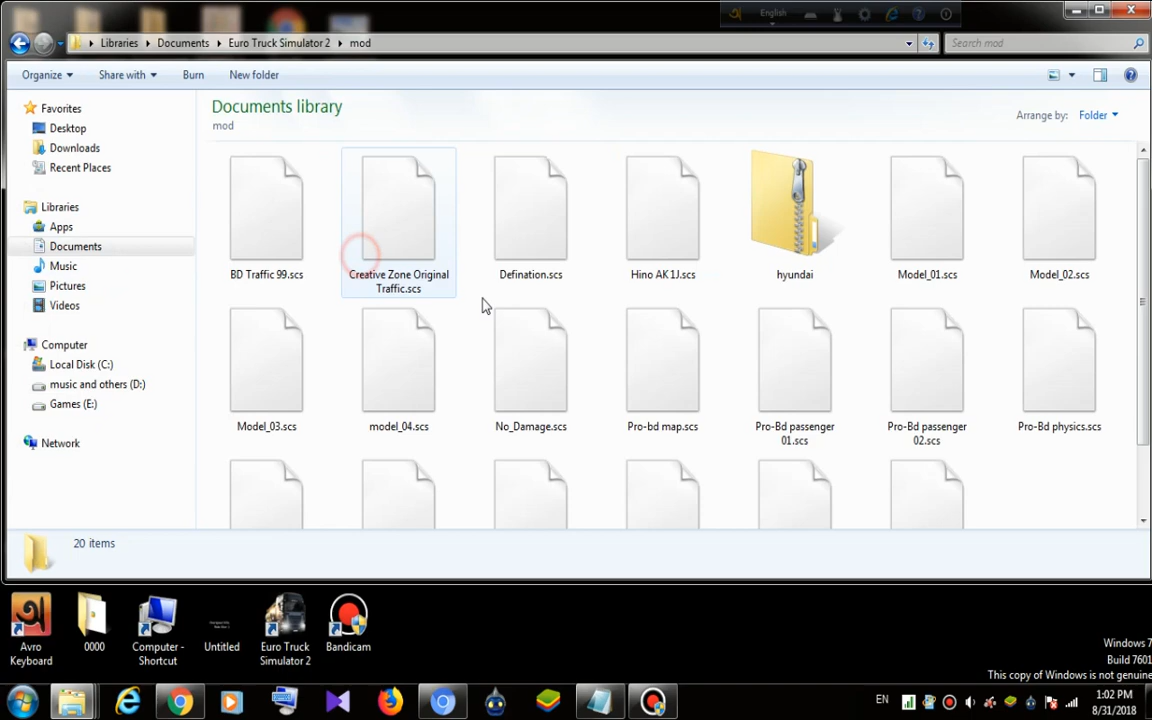 English
Libraries
Documents
Euro Truck Simulator 2
mod
Search mod
Organize
Share with
Burn
New folder
Favorites
Desktop
Downloads
Recent Places
Libraries
Apps
Documents
Music
Pictures
Videos
Computer
Local Disk (C:)
music and others (D:)
Games (E:)
Network
Documents library
mod
Arrange by: Folder
BD Traffic 99.scs
Creative Zone Original
Traffic.scs
Defination.scs
Hino AK 1J.scs
hyundai
Model_01.scs
Model_02.scs
Model_03.scs
model_04.scs
No_Damage.scs
Pro-bd map.scs
Pro-Bd passenger
01.scs
Pro-Bd passenger
02.scs
Pro-Bd physics.scs
20 items
Avro
Keyboard
0000
Computer -
Shortcut
Untitled
Euro Truck
Simulator 2
Bandicam
Windows 7
Build 7601
This copy of Windows is not genuine
EN
1:02 PM
8/31/2018